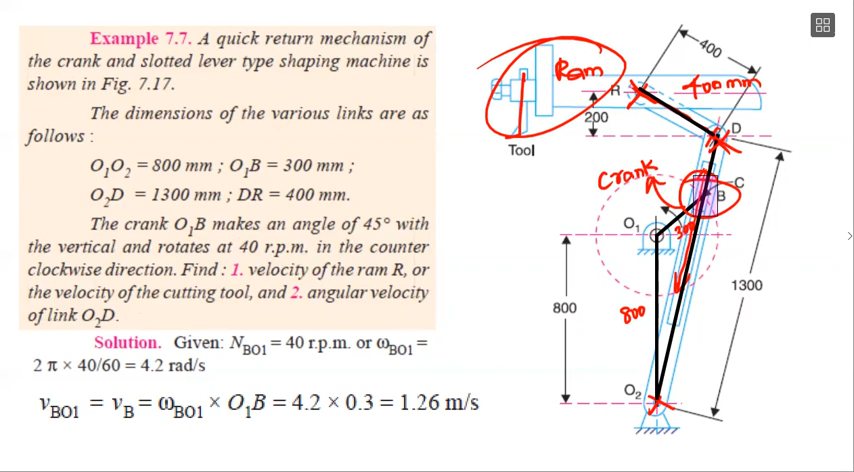 Example 7.7. A quick return mechanism of
the crank and slotted lever type shaping machine is
shown in Fig. 7.17.
The dimensions of the various links are as
follows :
O₁O₂ = 800 mm ; O₁B = 300 mm ;
O₂D = 1300 mm ; DR = 400 mm.
The crank O₁B makes an angle of 45° with
the vertical and rotates at 40 r.p.m. in the counter
clockwise direction. Find : 1. velocity of the ram R, or
the velocity of the cutting tool, and 2. angular velocity
of link O₂D.
Solution. Given: N_BO1 = 40 r.p.m. or ω_BO1 =
2 π × 40/60 = 4.2 rad/s
v_BO1 = v_B = ω_BO1 × O₁B = 4.2 × 0.3 = 1.26 m/s
400
Ram
R
400 mm
200
D
Tool
Crank
C
B
O₁
300
800
800
1300
O₂